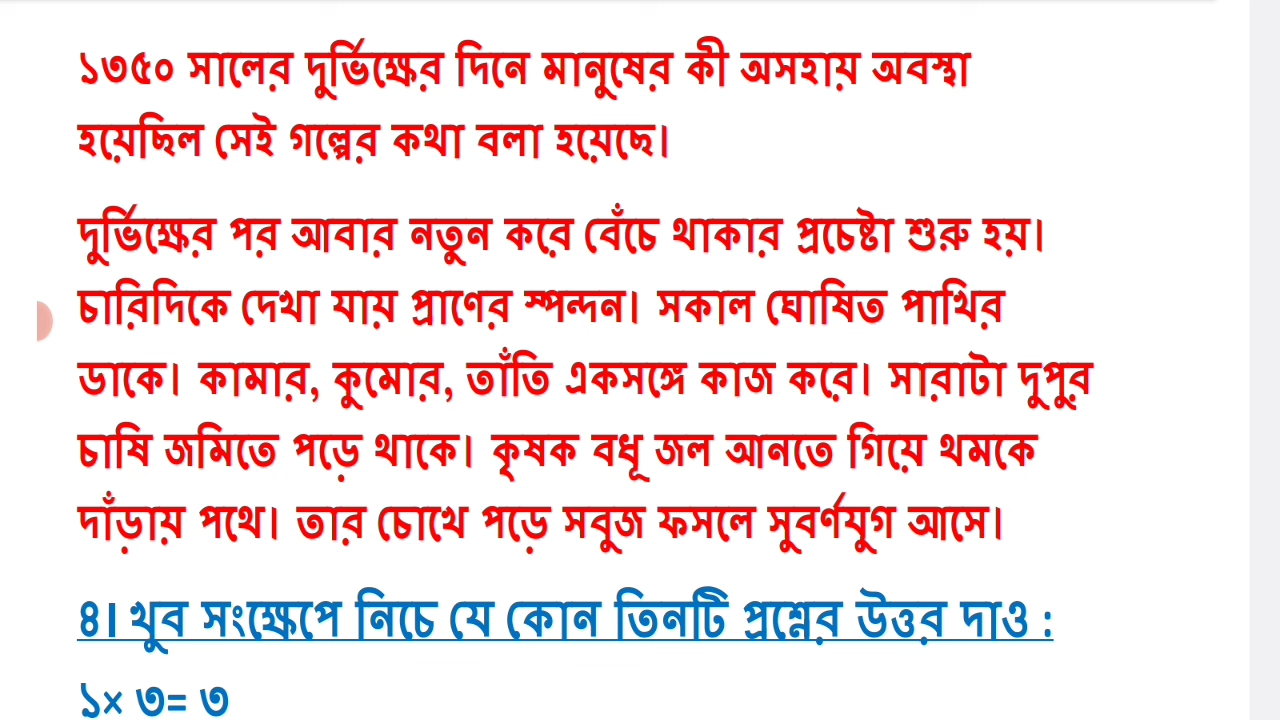 ১৩৫০ সালের দুর্ভিক্ষের দিনে মানুষের কী অসহায় অবস্থা
হয়েছিল সেই গল্পের কথা বলা হয়েছে।
দুর্ভিক্ষের পর আবার নতুন করে বেঁচে থাকার প্রচেষ্টা শুরু হয়।
চারিদিকে দেখা যায় প্রাণের স্পন্দন। সকাল ঘোষিত পাখির
ডাকে। কামার, কুমোর, তাঁতি একসঙ্গে কাজ করে। সারাটা দুপুর
চাষি জমিতে পড়ে থাকে। কৃষক বধূ জল আনতে গিয়ে থমকে
দাঁড়ায় পথে। তার চোখে পড়ে সবুজ ফসলে সুবর্ণযুগ আসে।
৪। খুব সংক্ষেপে নিচে যে কোন তিনটি প্রশ্নের উত্তর দাও :
১× ৩= ৩